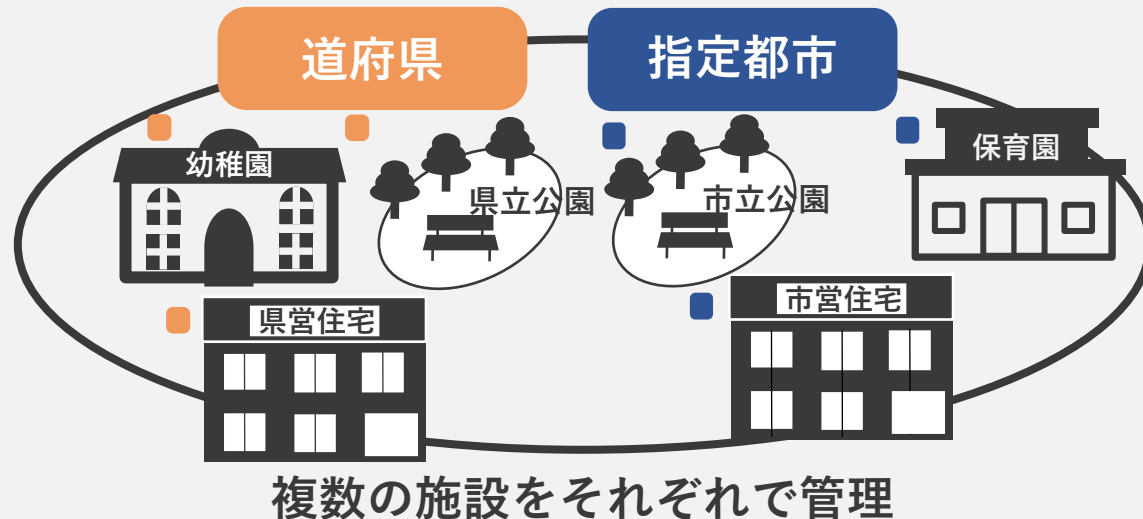 道府県
指定都市
幼稚園
県立公園
市立公園
保育園
県営住宅
市営住宅
複数の施設をそれぞれで管理